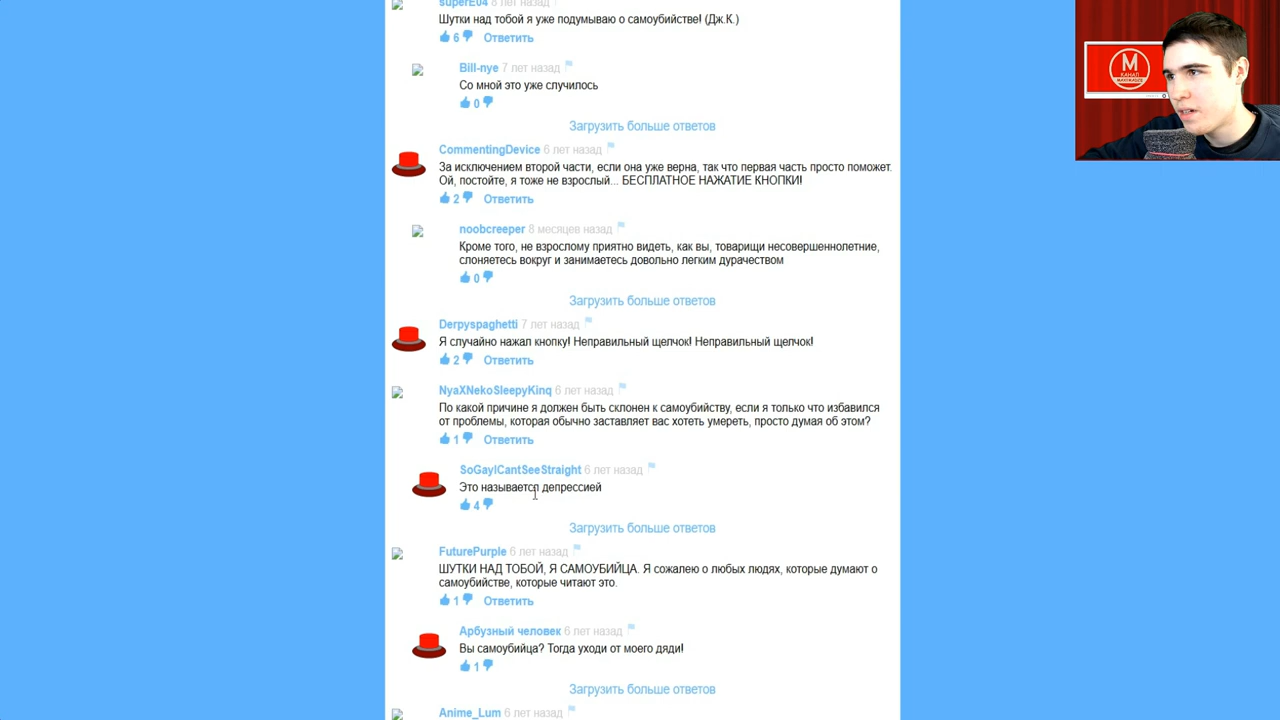 superE04 8 лет назад
Шутки над тобой я уже подумываю о самоубийстве! (Дж.К.)
6 Ответить
Bill-nye 7 лет назад
Со мной это уже случилось
0
Загрузить больше ответов
CommentingDevice 6 лет назад
За исключением второй части, если она уже верна, так что первая часть просто поможет.
Ой, постойте, я тоже не взрослый... БЕСПЛАТНОЕ НАЖАТИЕ КНОПКИ!
2 Ответить
noobcreeper 8 месяцев назад
Кроме того, не взрослому приятно видеть, как вы, товарищи несовершеннолетние,
слоняетесь вокруг и занимаетесь довольно легким дурачеством
0
Загрузить больше ответов
Derpyspaghetti 7 лет назад
Я случайно нажал кнопку! Неправильный щелчок! Неправильный щелчок!
2 Ответить
NyaXNekoSleepyKinq 6 лет назад
По какой причине я должен быть склонен к самоубийству, если я только что избавился
от проблемы, которая обычно заставляет вас хотеть умереть, просто думая об этом?
1 Ответить
SoGayICantSeeStraight 6 лет назад
Это называется депрессией
4
Загрузить больше ответов
FuturePurple 6 лет назад
ШУТКИ НАД ТОБОЙ, Я САМОУБИЙЦА. Я сожалею о любых людях, которые думают о
самоубийстве, которые читают это.
1 Ответить
Арбузный человек 6 лет назад
Вы самоубийца? Тогда уходи от моего дяди!
1
Загрузить больше ответов
Anime_Lum 6 лет назад
М
КАНАЛ